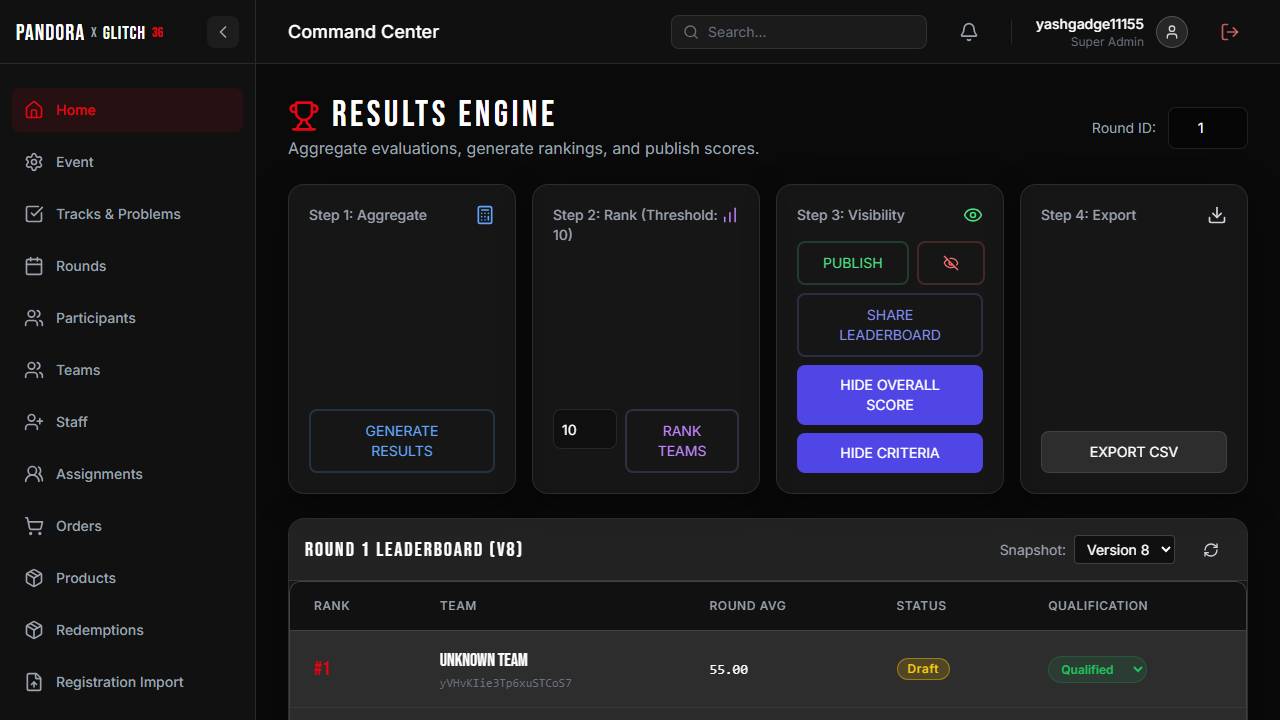 PANDORA X GLITCH 36
Command Center
Search...
yashgadge11155
Super Admin
Home
Event
Tracks & Problems
Rounds
Participants
Teams
Staff
Assignments
Orders
Products
Redemptions
Registration Import
RESULTS ENGINE
Aggregate evaluations, generate rankings, and publish scores.
Round ID: 1
Step 1: Aggregate
GENERATE
RESULTS
Step 2: Rank (Threshold:
10)
10
RANK
TEAMS
Step 3: Visibility
PUBLISH
SHARE
LEADERBOARD
HIDE OVERALL
SCORE
HIDE CRITERIA
Step 4: Export
EXPORT CSV
ROUND 1 LEADERBOARD (V8)
Snapshot: Version 8
RANK TEAM ROUND AVG STATUS QUALIFICATION
#1 UNKNOWN TEAM 55.00 Draft Qualified
yVHvKIie3Tp6xuSTCoS7